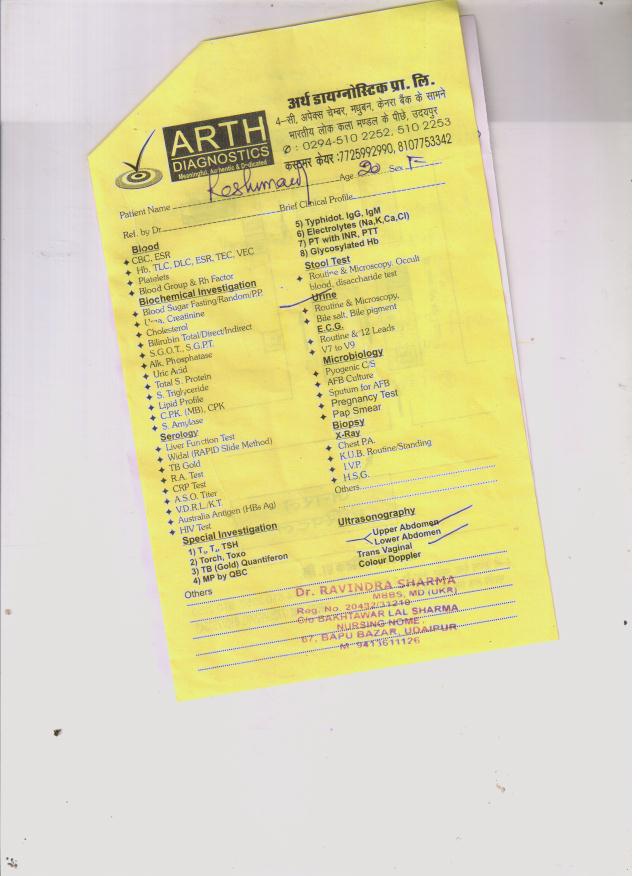 अर्थ डायग्नोस्टिक प्रा. लि.
4-सी, अपेक्स चेम्बर, मधुबन, केनरा बैंक के सामने
भारतीय लोक कला मण्डल के पीछे, उदयपुर
✆ : 0294-510 2252, 510 2253
कस्टमर केयर :7725992990, 8107753342
ARTH
DIAGNOSTICS
Meaningful, Authentic & Dedicated
Patient Name Age 20 Sex F
Ref. by Dr. Brief Clinical Profile
Blood
CBC, ESR
Hb, TLC, DLC, ESR, TEC, VEC
Platelets
Blood Group & Rh Factor
Biochemical Investigation
Blood Sugar Fasting/Random/P.P.
Urea, Creatinine
Cholesterol
Bilirubin Total/Direct/Indirect
S.G.O.T., S.G.P.T.
Alk. Phosphatase
Uric Acid
Total S. Protein
S. Triglyceride
Lipid Profile
C.P.K. (MB), CPK
S. Amylase
Serology
Liver Function Test
Widal (RAPID Slide Method)
TB Gold
R.A. Test
CRP Test
A.S.O. Titer
V.D.R.L./K.T.
Australia Antigen (HBs Ag)
HIV Test
Special Investigation
1) T₃, T₄, TSH
2) Torch, Toxo
3) TB (Gold) Quantiferon
4) MP by QBC
Others
5) Typhidot. IgG, IgM
6) Electrolytes (Na,K,Ca,Cl)
7) PT with INR, PTT
8) Glycosylated Hb
Stool Test
Routine & Microscopy, Occult
blood, disaccharide test
Urine
Routine & Microscopy,
Bile salt, Bile pigment
E.C.G.
Routine & 12 Leads
V7 to V9
Microbiology
Pyogenic C/S
AFB Culture
Sputum for AFB
Pregnancy Test
Pap Smear
Biopsy
X-Ray
Chest P.A.
K.U.B. Routine/Standing
I.V.P.
H.S.G.
Others
Ultrasonography
Upper Abdomen
Lower Abdomen
Trans Vaginal
Colour Doppler
Dr. RAVINDRA SHARMA
MBBS, MD (UKR)
Reg. No. 20432/31219
C/o BAKHTAWAR LAL SHARMA
NURSING NOME
67, BAPU BAZAR, UDAIPUR
M. 9413611126